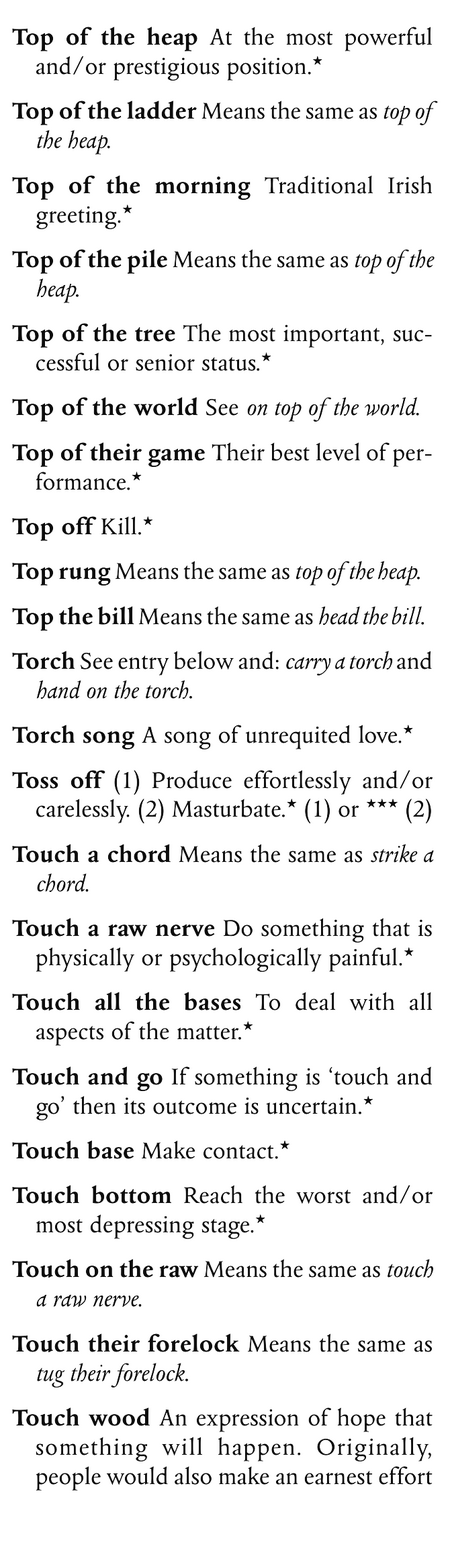 Top of the heap At the most powerful
and/or prestigious position.★
Top of the ladder Means the same as top of
the heap.
Top of the morning Traditional Irish
greeting.★
Top of the pile Means the same as top of the
heap.
Top of the tree The most important, suc-
cessful or senior status.★
Top of the world See on top of the world.
Top of their game Their best level of per-
formance.★
Top off Kill.★
Top rung Means the same as top of the heap.
Top the bill Means the same as head the bill.
Torch See entry below and: carry a torch and
hand on the torch.
Torch song A song of unrequited love.★
Toss off (1) Produce effortlessly and/or
carelessly. (2) Masturbate.★ (1) or ★★★ (2)
Touch a chord Means the same as strike a
chord.
Touch a raw nerve Do something that is
physically or psychologically painful.★
Touch all the bases To deal with all
aspects of the matter.★
Touch and go If something is ‘touch and
go’ then its outcome is uncertain.★
Touch base Make contact.★
Touch bottom Reach the worst and/or
most depressing stage.★
Touch on the raw Means the same as touch
a raw nerve.
Touch their forelock Means the same as
tug their forelock.
Touch wood An expression of hope that
something will happen. Originally,
people would also make an earnest effort